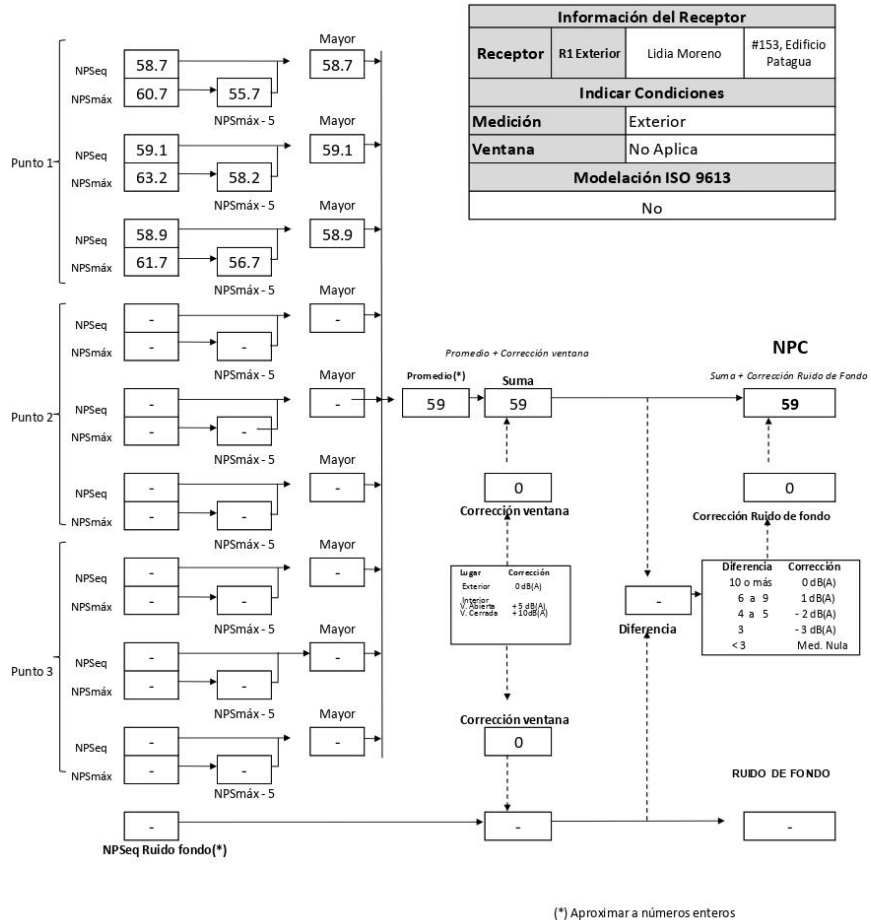 Información del Receptor
Receptor R1 Exterior Lidia Moreno #153, Edificio Patagua
Indicar Condiciones
Medición Exterior
Ventana No Aplica
Modelación ISO 9613
No
Punto 1
Mayor
NPSeq 58.7 58.7
NPSmáx 60.7 55.7
NPSmáx - 5
Mayor
NPSeq 59.1 59.1
NPSmáx 63.2 58.2
NPSmáx - 5
Mayor
NPSeq 58.9 58.9
NPSmáx 61.7 56.7
NPSmáx - 5
Punto 2
Mayor
NPSeq - -
NPSmáx - -
NPSmáx - 5
Mayor
NPSeq - -
NPSmáx - -
NPSmáx - 5
Mayor
NPSeq - -
NPSmáx - -
NPSmáx - 5
Punto 3
Mayor
NPSeq - -
NPSmáx - -
NPSmáx - 5
Mayor
NPSeq - -
NPSmáx - -
NPSmáx - 5
Mayor
NPSeq - -
NPSmáx - -
NPSmáx - 5
-
NPSeq Ruido fondo(*)
Promedio + Corrección ventana
Promedio(*) Suma
59 59
0
Corrección ventana
Lugar Corrección
Exterior 0 dB(A)
Interior
V. Abierta + 5 dB(A)
V. Cerrada + 10dB(A)
Corrección ventana
0
-
NPC
Suma + Corrección Ruido de Fondo
59
0
Corrección Ruido de fondo
-
Diferencia
Diferencia Corrección
10 o más 0 dB(A)
6 a 9 1 dB(A)
4 a 5 - 2 dB(A)
3 - 3 dB(A)
< 3 Med. Nula
RUIDO DE FONDO
-
(*) Aproximar a números enteros